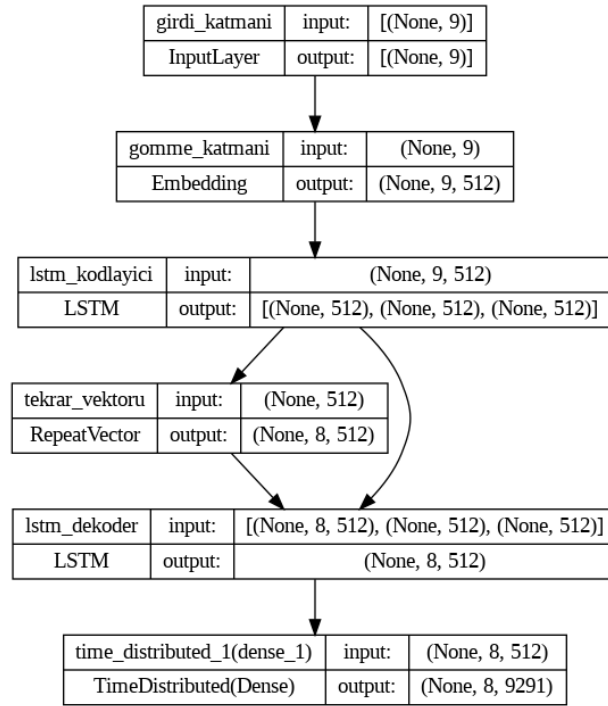 girdi_katmani input: [(None, 9)]
InputLayer output: [(None, 9)]
gomme_katmani input: (None, 9)
Embedding output: (None, 9, 512)
lstm_kodlayici input: (None, 9, 512)
LSTM output: [(None, 512), (None, 512), (None, 512)]
tekrar_vektoru input: (None, 512)
RepeatVector output: (None, 8, 512)
lstm_dekoder input: [(None, 8, 512), (None, 512), (None, 512)]
LSTM output: (None, 8, 512)
time_distributed_1(dense_1) input: (None, 8, 512)
TimeDistributed(Dense) output: (None, 8, 9291)